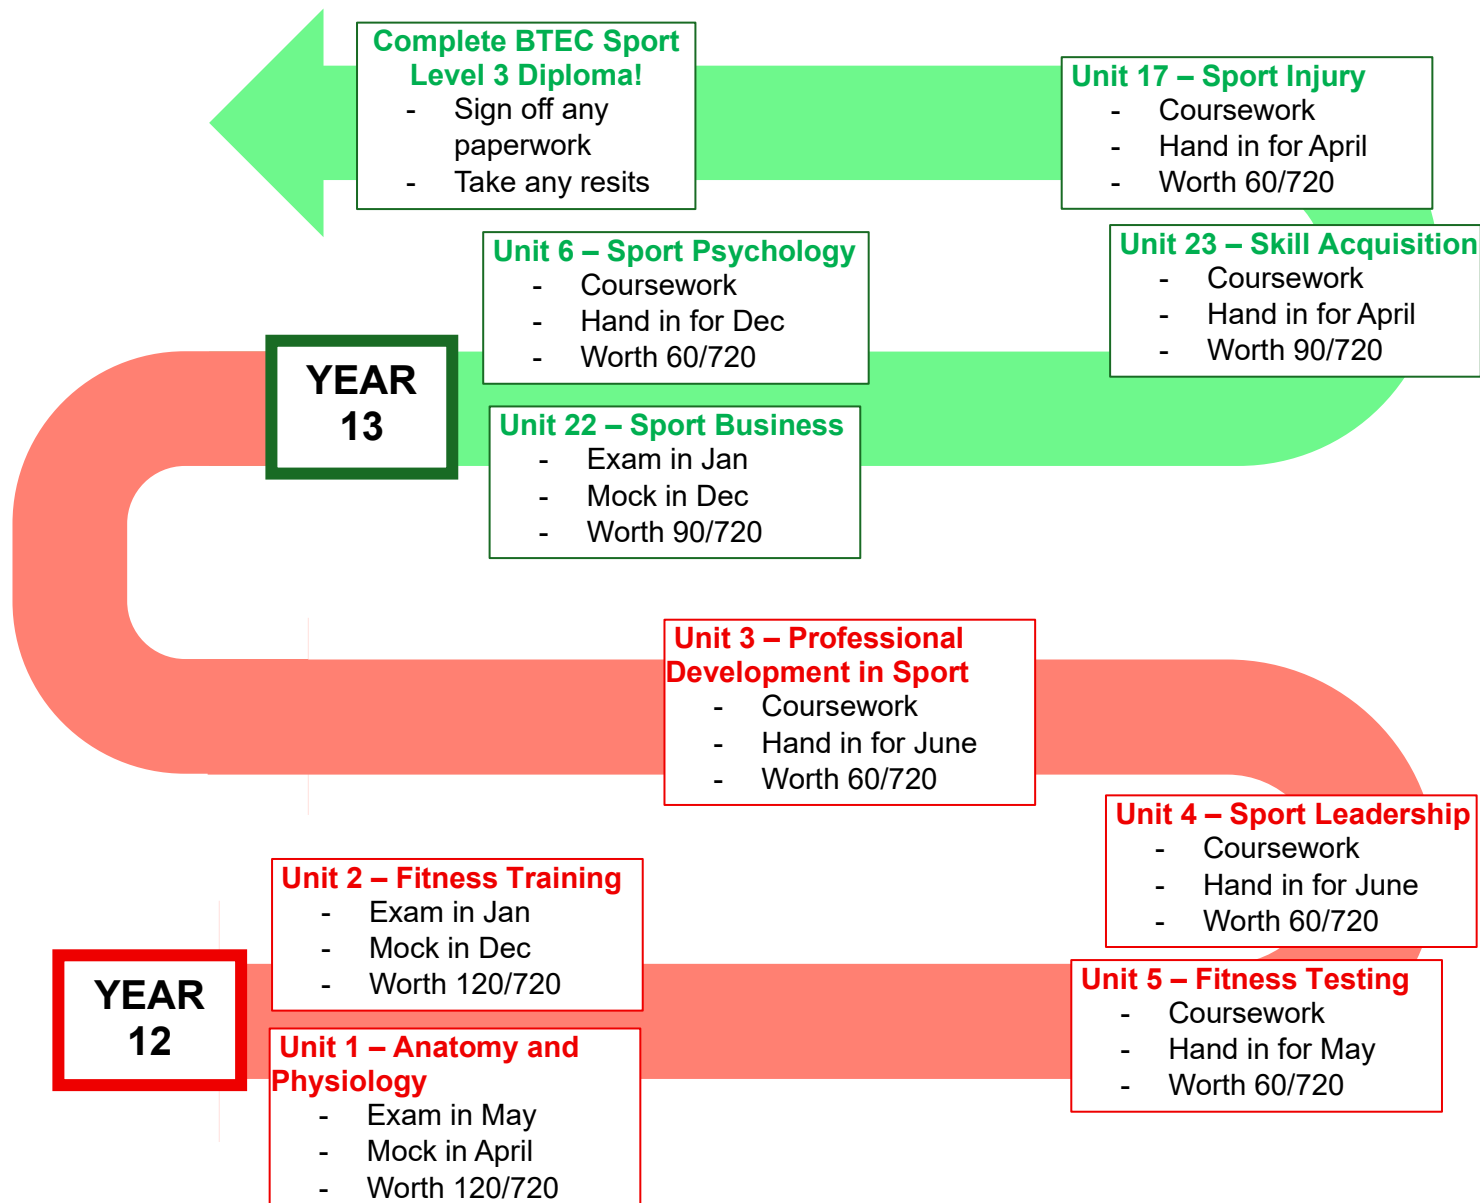 Complete BTEC Sport
Level 3 Diploma!
- Sign off any
paperwork
- Take any resits
Unit 17 – Sport Injury
- Coursework
- Hand in for April
- Worth 60/720
Unit 6 – Sport Psychology
- Coursework
- Hand in for Dec
- Worth 60/720
Unit 23 – Skill Acquisition
- Coursework
- Hand in for April
- Worth 90/720
YEAR
13
Unit 22 – Sport Business
- Exam in Jan
- Mock in Dec
- Worth 90/720
Unit 3 – Professional
Development in Sport
- Coursework
- Hand in for June
- Worth 60/720
Unit 4 – Sport Leadership
- Coursework
- Hand in for June
- Worth 60/720
Unit 2 – Fitness Training
- Exam in Jan
- Mock in Dec
- Worth 120/720
YEAR
12
Unit 5 – Fitness Testing
- Coursework
- Hand in for May
- Worth 60/720
Unit 1 – Anatomy and
Physiology
- Exam in May
- Mock in April
- Worth 120/720